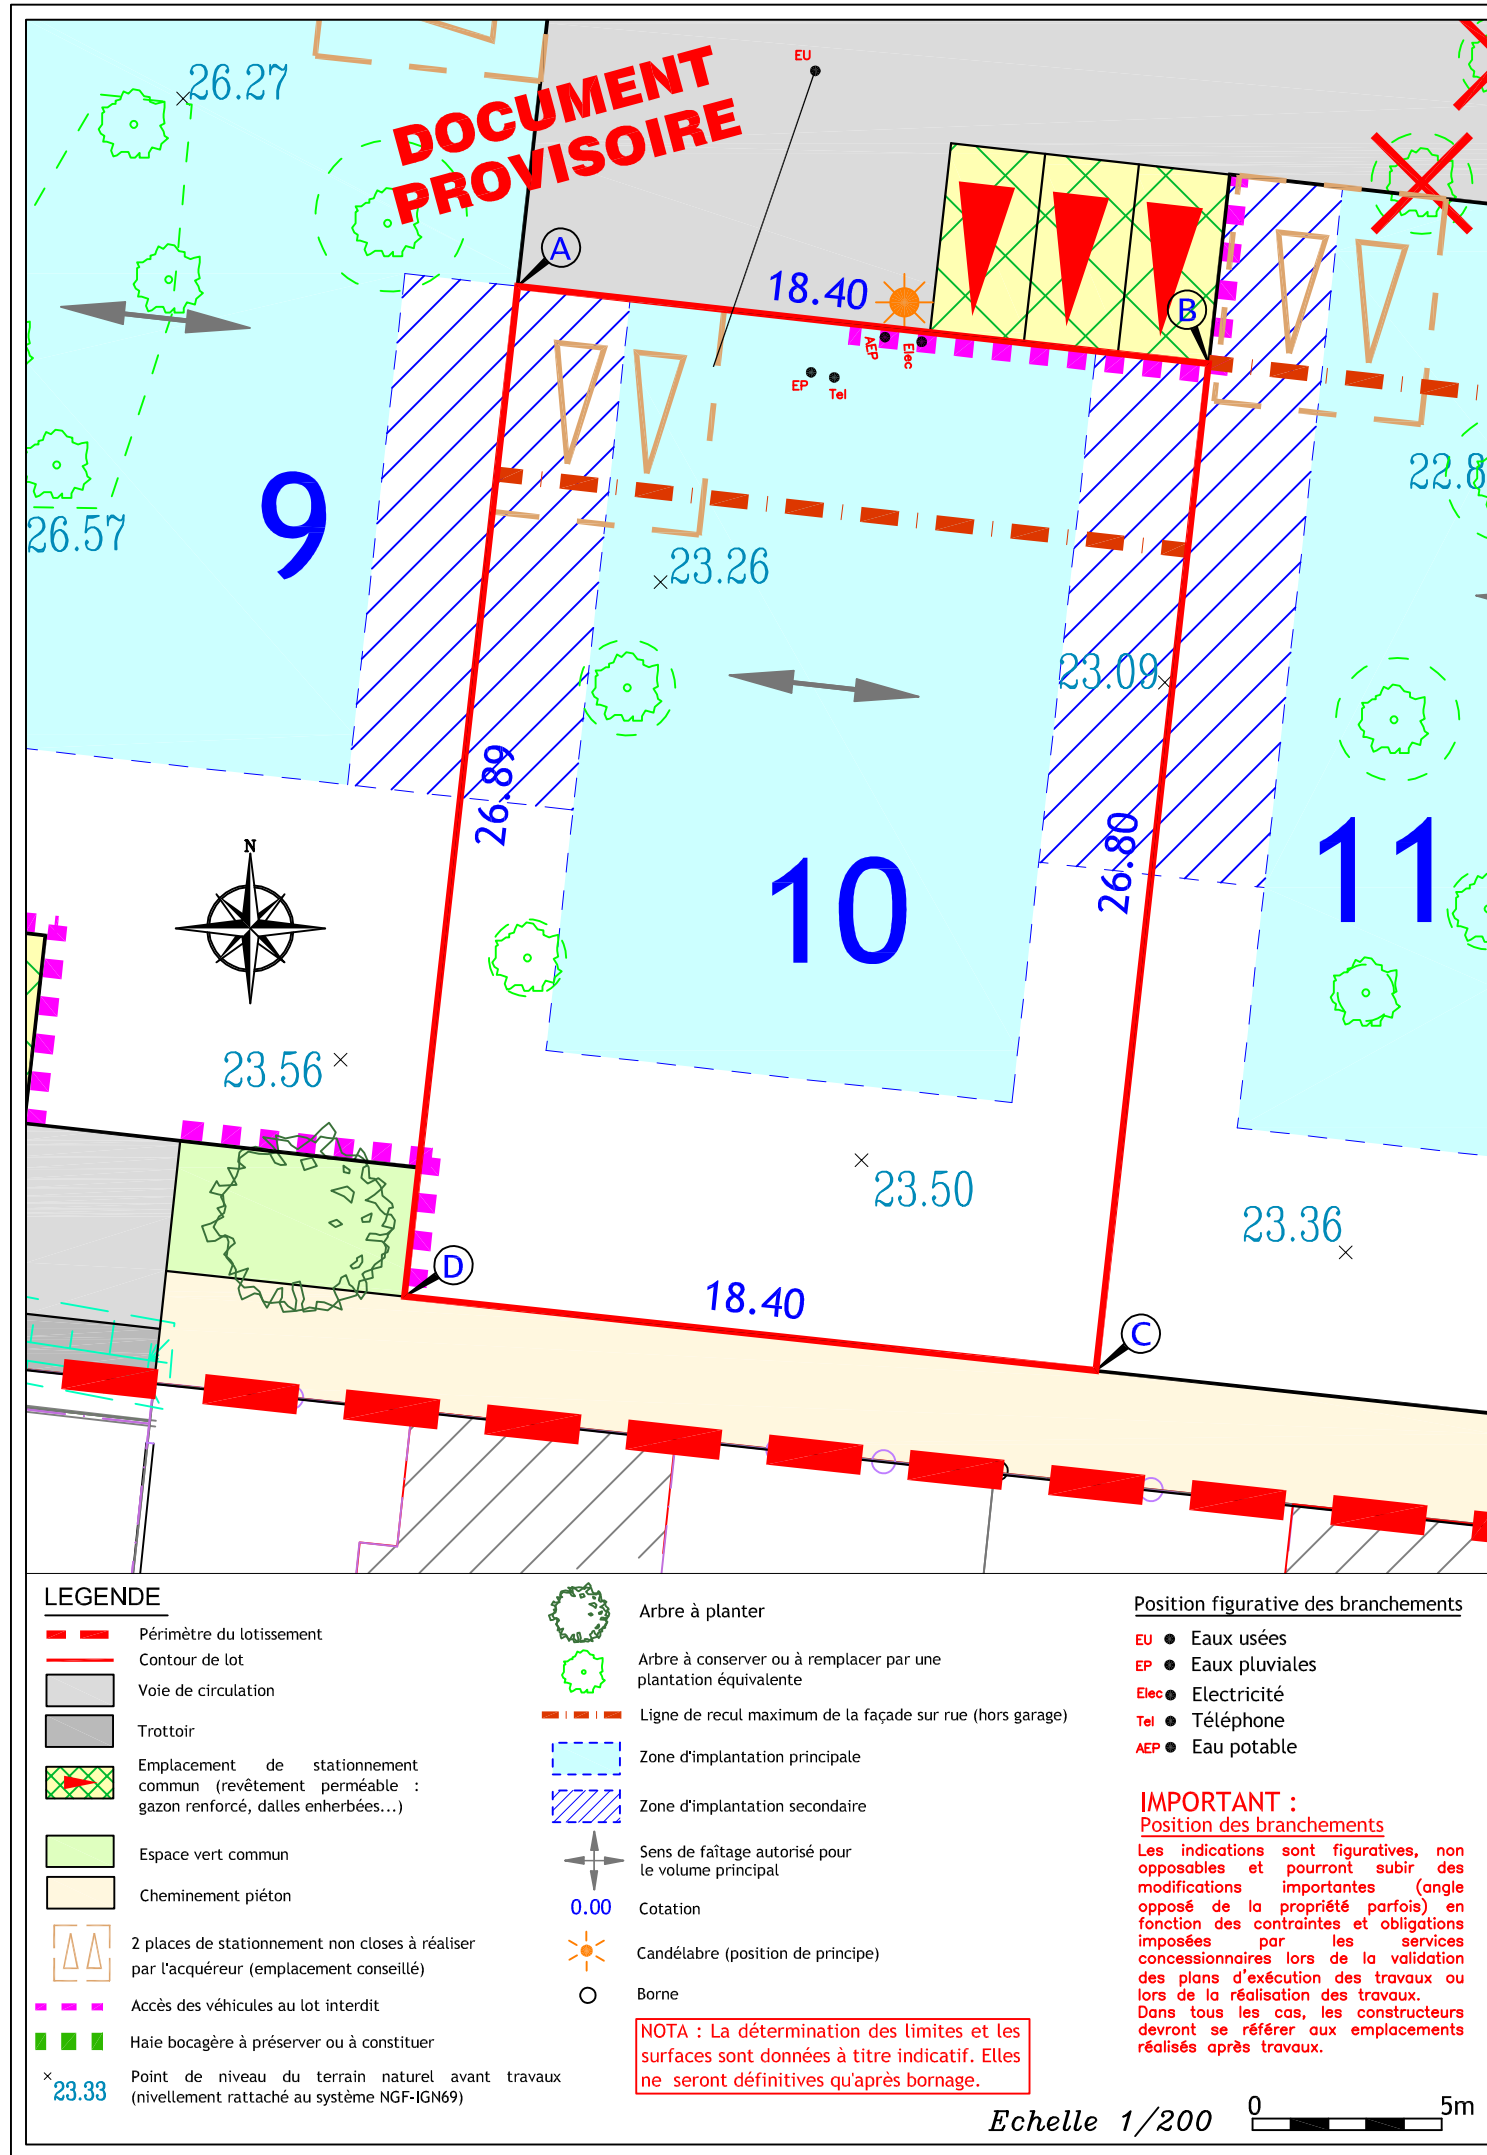 26.27
DOCUMENT
PROVISOIRE
EU
A
18.40
B
AEP
Elec
EP
Tel
9
26.57
22.8
23.26
23.09
26.89
10
26.80
11
N
23.56
23.50
23.36
D
18.40
C
LEGENDE
Périmètre du lotissement
Contour de lot
Voie de circulation
Trottoir
Emplacement de stationnement
commun (revêtement perméable :
gazon renforcé, dalles enherbées...)
Espace vert commun
Cheminement piéton
2 places de stationnement non closes à réaliser
par l'acquéreur (emplacement conseillé)
Accès des véhicules au lot interdit
Haie bocagère à préserver ou à constituer
23.33
Point de niveau du terrain naturel avant travaux
(nivellement rattaché au système NGF-IGN69)
Arbre à planter
Arbre à conserver ou à remplacer par une
plantation équivalente
Ligne de recul maximum de la façade sur rue (hors garage)
Zone d'implantation principale
Zone d'implantation secondaire
Sens de faîtage autorisé pour
le volume principal
0.00 Cotation
Candélabre (position de principe)
Borne
NOTA : La détermination des limites et les
surfaces sont données à titre indicatif. Elles
ne seront définitives qu'après bornage.
Position figurative des branchements
EU Eaux usées
EP Eaux pluviales
Elec Electricité
Tel Téléphone
AEP Eau potable
IMPORTANT :
Position des branchements
Les indications sont figuratives, non
opposables et pourront subir des
modifications importantes (angle
opposé de la propriété parfois) en
fonction des contraintes et obligations
imposées par les services
concessionnaires lors de la validation
des plans d'exécution des travaux ou
lors de la réalisation des travaux.
Dans tous les cas, les constructeurs
devront se référer aux emplacements
réalisés après travaux.
Echelle 1/200
0 5m